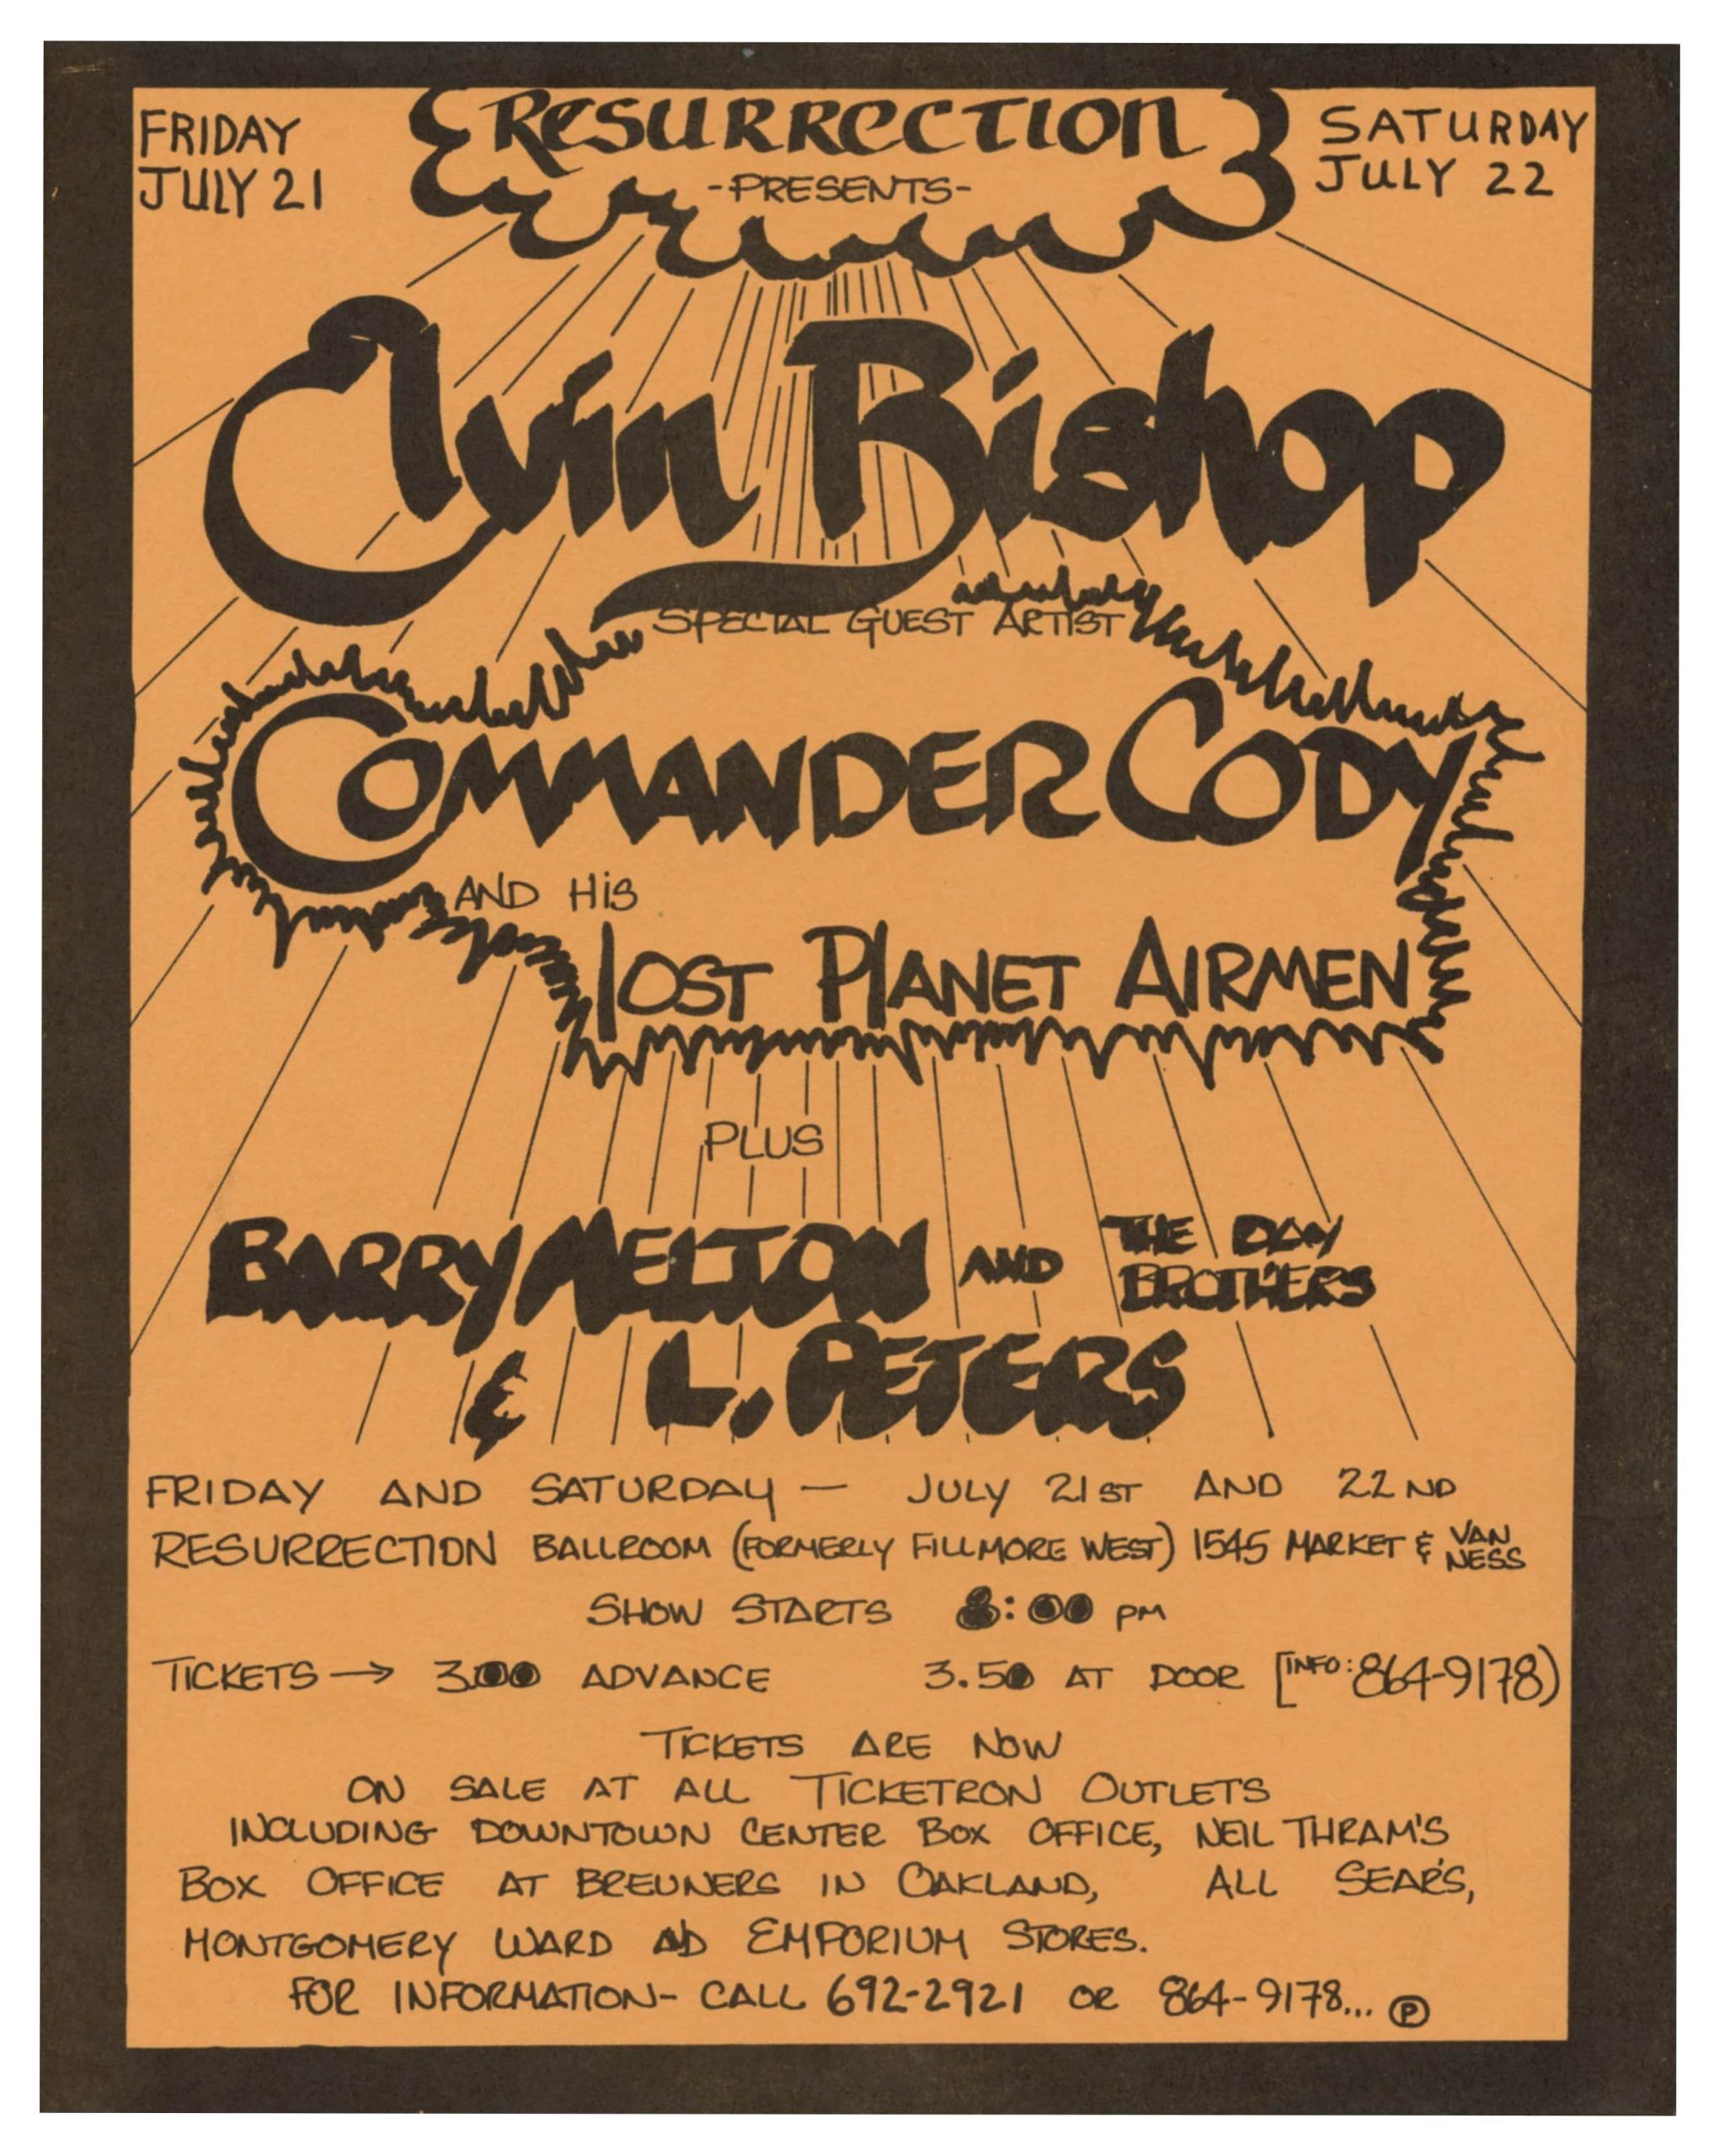 FRIDAY
JULY 21
RESURRECTION
-PRESENTS-
SATURDAY
JULY 22
Elvin Bishop
SPECIAL GUEST ARTIST
COMMANDER CODY
AND HIS
LOST PLANET AIRMEN
PLUS
BARRY MELTON AND THE DAY BROTHERS
& L. PETERS
FRIDAY AND SATURDAY — JULY 21ST AND 22ND
RESURRECTION BALLROOM (FORMERLY FILLMORE WEST) 1545 MARKET & VAN NESS
SHOW STARTS 8:00 PM
TICKETS → 3.00 ADVANCE 3.50 AT DOOR [INFO: 864-9178)
TICKETS ARE NOW
ON SALE AT ALL TICKETRON OUTLETS
INCLUDING DOWNTOWN CENTER BOX OFFICE, NEIL THRAM'S
BOX OFFICE AT BREUNERS IN OAKLAND, ALL SEAR'S,
MONTGOMERY WARD AD EMPORIUM STORES.
FOR INFORMATION- CALL 692-2921 OR 864-9178... Ⓟ